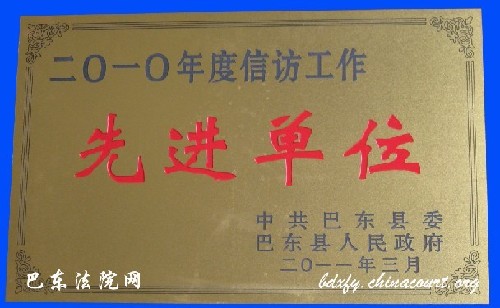 二〇一〇年度信访工作
先进单位
中共巴东县委
巴东县人民政府
二〇一一年三月
巴东法院网
bdxfy.chinacourt.org